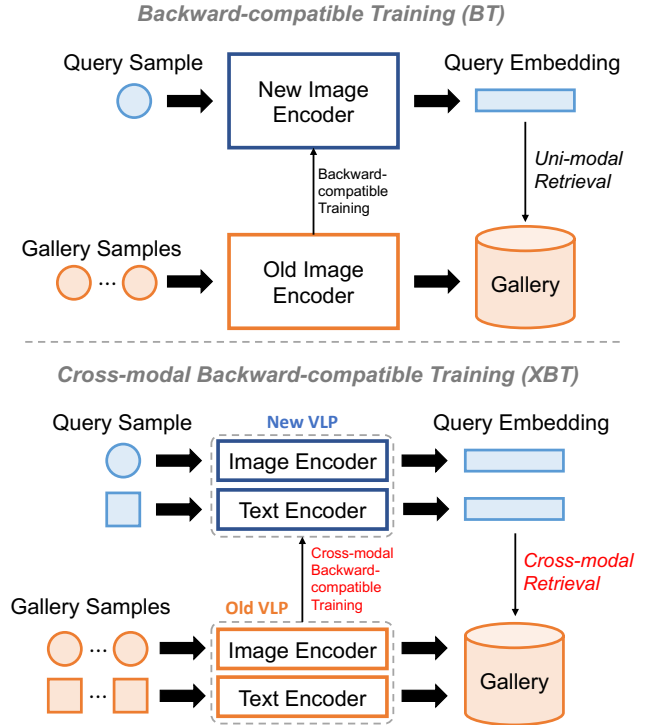 Backward-compatible Training (BT)
Query Sample
New Image
Encoder
Query Embedding
Backward-
compatible
Training
Uni-modal
Retrieval
Gallery Samples
...
Old Image
Encoder
Gallery
Cross-modal Backward-compatible Training (XBT)
Query Sample
New VLP
Query Embedding
Image Encoder
Text Encoder
Cross-modal
Backward-
compatible
Training
Cross-modal
Retrieval
Gallery Samples
Old VLP
...
Image Encoder
...
Text Encoder
Gallery